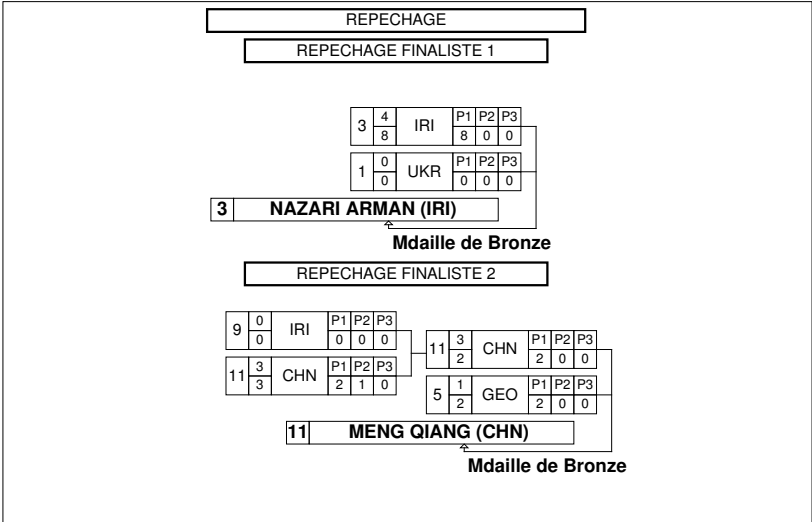 REPECHAGE
REPECHAGE FINALISTE 1
3 4 IRI P1 P2 P3
8 8 0 0
1 0 UKR P1 P2 P3
0 0 0 0
3 NAZARI ARMAN (IRI)
Mdaille de Bronze
REPECHAGE FINALISTE 2
9 0 IRI P1 P2 P3
0 0 0 0
11 3 CHN P1 P2 P3
3 2 1 0
11 3 CHN P1 P2 P3
2 2 0 0
5 1 GEO P1 P2 P3
2 2 0 0
11 MENG QIANG (CHN)
Mdaille de Bronze